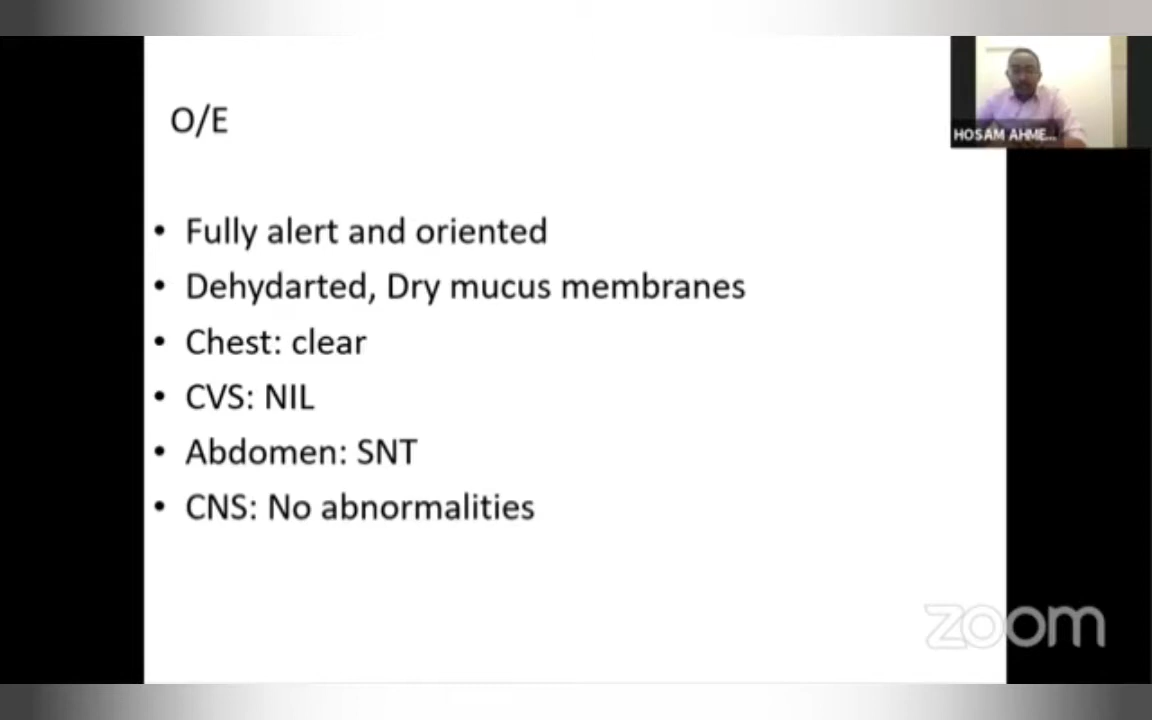 O/E
HOSAM AHME...
• Fully alert and oriented
• Dehydarted, Dry mucus membranes
• Chest: clear
• CVS: NIL
• Abdomen: SNT
• CNS: No abnormalities
zoom